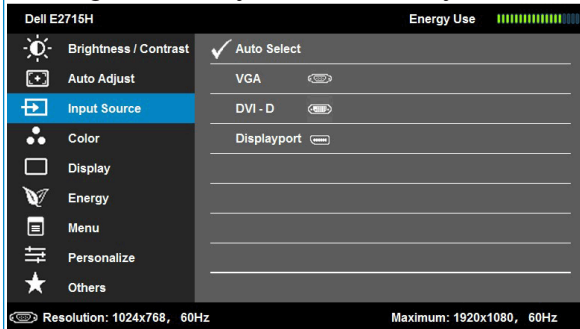 Dell E2715H Energy Use
Brightness / Contrast Auto Select
Auto Adjust VGA
Input Source DVI - D
Color Displayport
Display
Energy
Menu
Personalize
Others
Resolution: 1024x768, 60Hz Maximum: 1920x1080, 60Hz